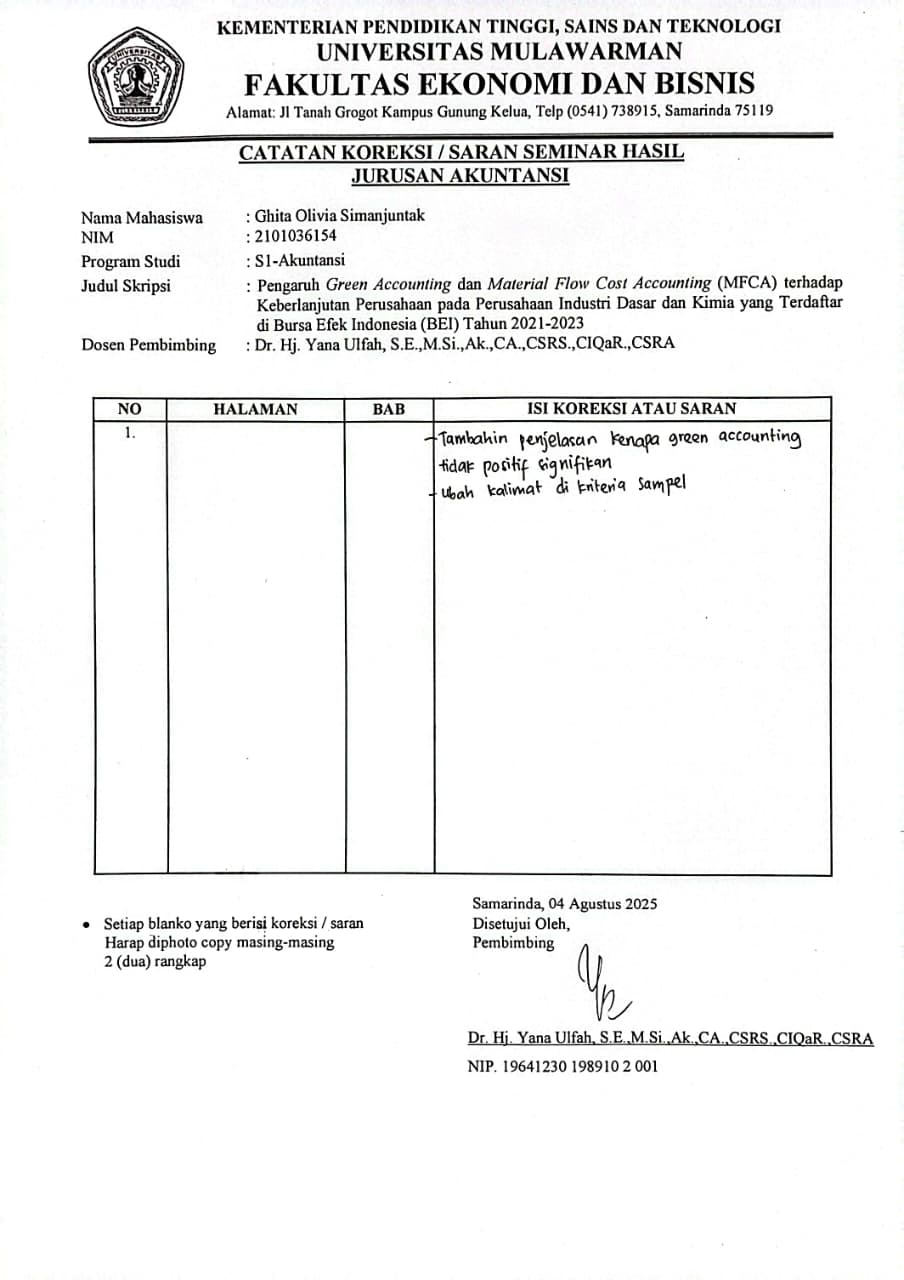 KEMENTERIAN PENDIDIKAN TINGGI, SAINS DAN TEKNOLOGI
UNIVERSITAS MULAWARMAN
FAKULTAS EKONOMI DAN BISNIS
Alamat: Jl Tanah Grogot Kampus Gunung Kelua, Telp (0541) 738915, Samarinda 75119
CATATAN KOREKSI / SARAN SEMINAR HASIL
JURUSAN AKUNTANSI
Nama Mahasiswa : Ghita Olivia Simanjuntak
NIM : 2101036154
Program Studi : S1-Akuntansi
Judul Skripsi : Pengaruh Green Accounting dan Material Flow Cost Accounting (MFCA) terhadap
Keberlanjutan Perusahaan pada Perusahaan Industri Dasar dan Kimia yang Terdaftar
di Bursa Efek Indonesia (BEI) Tahun 2021-2023
Dosen Pembimbing : Dr. Hj. Yana Ulfah, S.E.,M.Si.,Ak.,CA.,CSRS.,CIQaR.,CSRA
NO HALAMAN BAB ISI KOREKSI ATAU SARAN
1. - Tambahin penjelasan kenapa green accounting
tidak positif signifikan
- Ubah kalimat di kriteria sampel
Samarinda, 04 Agustus 2025
• Setiap blanko yang berisi koreksi / saran Disetujui Oleh,
Harap diphoto copy masing-masing Pembimbing
2 (dua) rangkap
Dr. Hj. Yana Ulfah, S.E.,M.Si.,Ak.,CA.,CSRS.,CIQaR.,CSRA
NIP. 19641230 198910 2 001